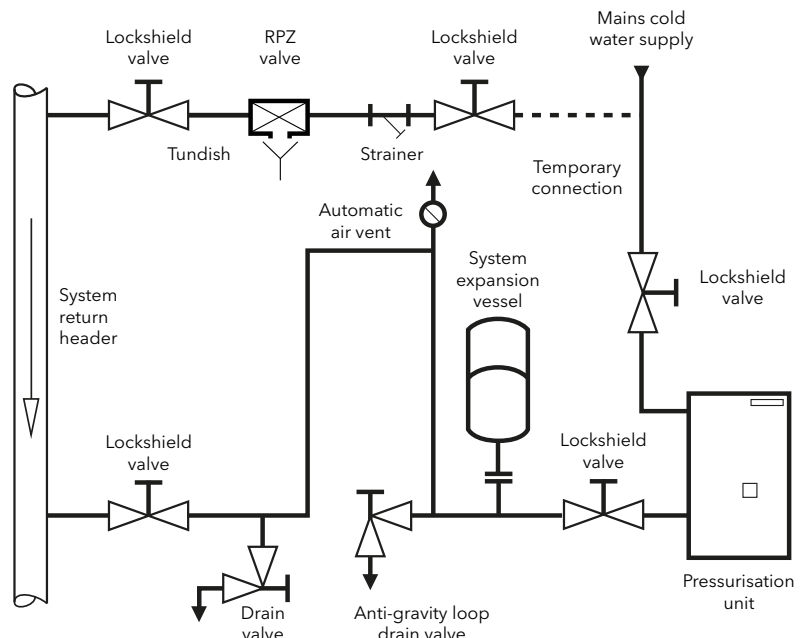 Mains cold
water supply
Lockshield
valve
RPZ
valve
Lockshield
valve
Tundish
Strainer
Temporary
connection
Automatic
air vent
System
expansion
vessel
Lockshield
valve
System
return
header
Lockshield
valve
Lockshield
valve
Pressurisation
unit
Drain
valve
Anti-gravity loop
drain valve